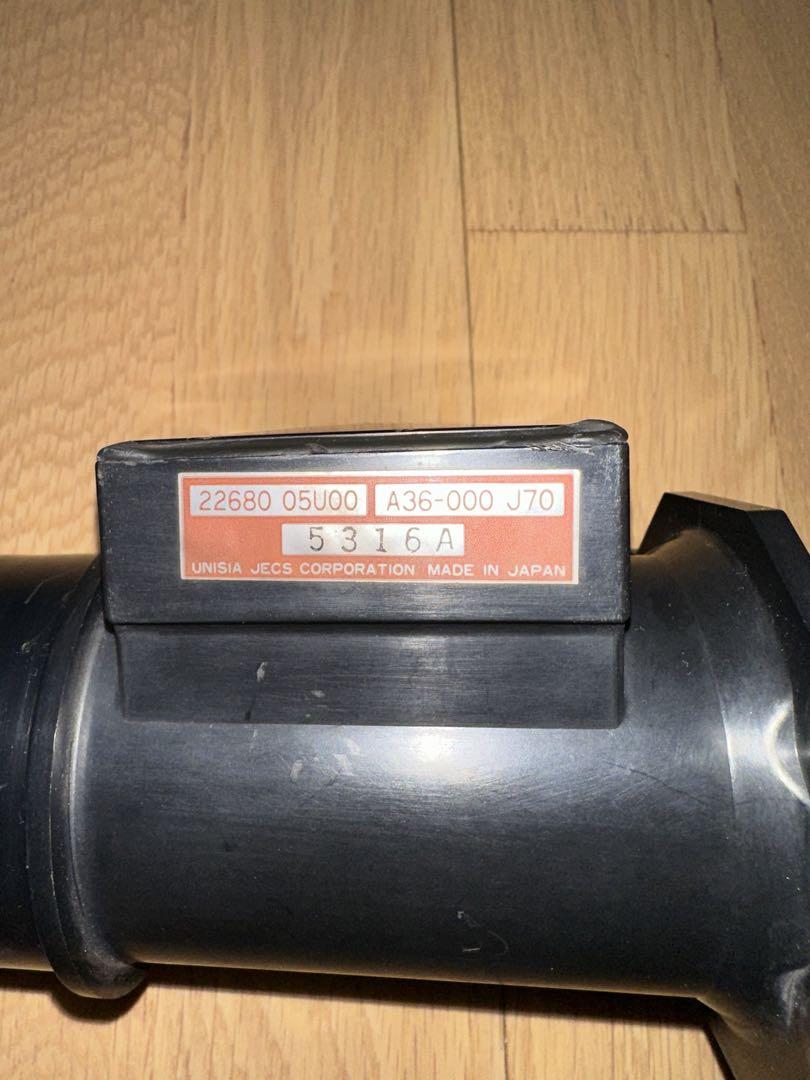 22680 05U00 A36-000 J70
5316A
UNISIA JECS CORPORATION MADE IN JAPAN